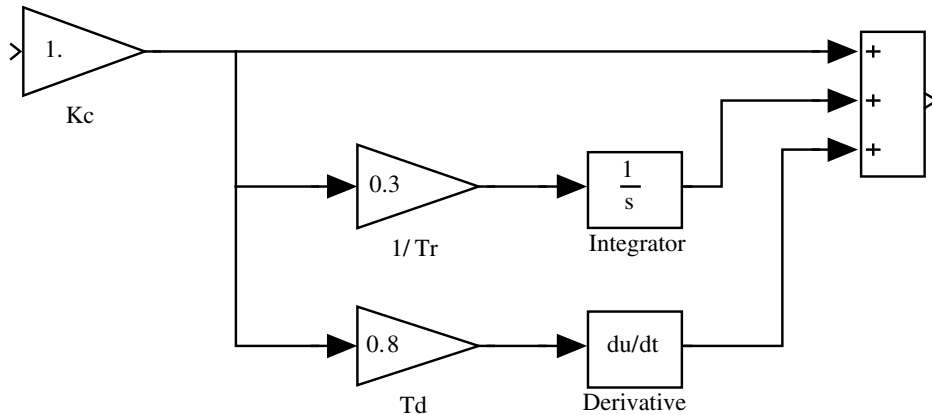 1.
Kc
+
+
+
0.3
1/ Tr
1
s
Integrator
0.8
Td
du/dt
Derivative